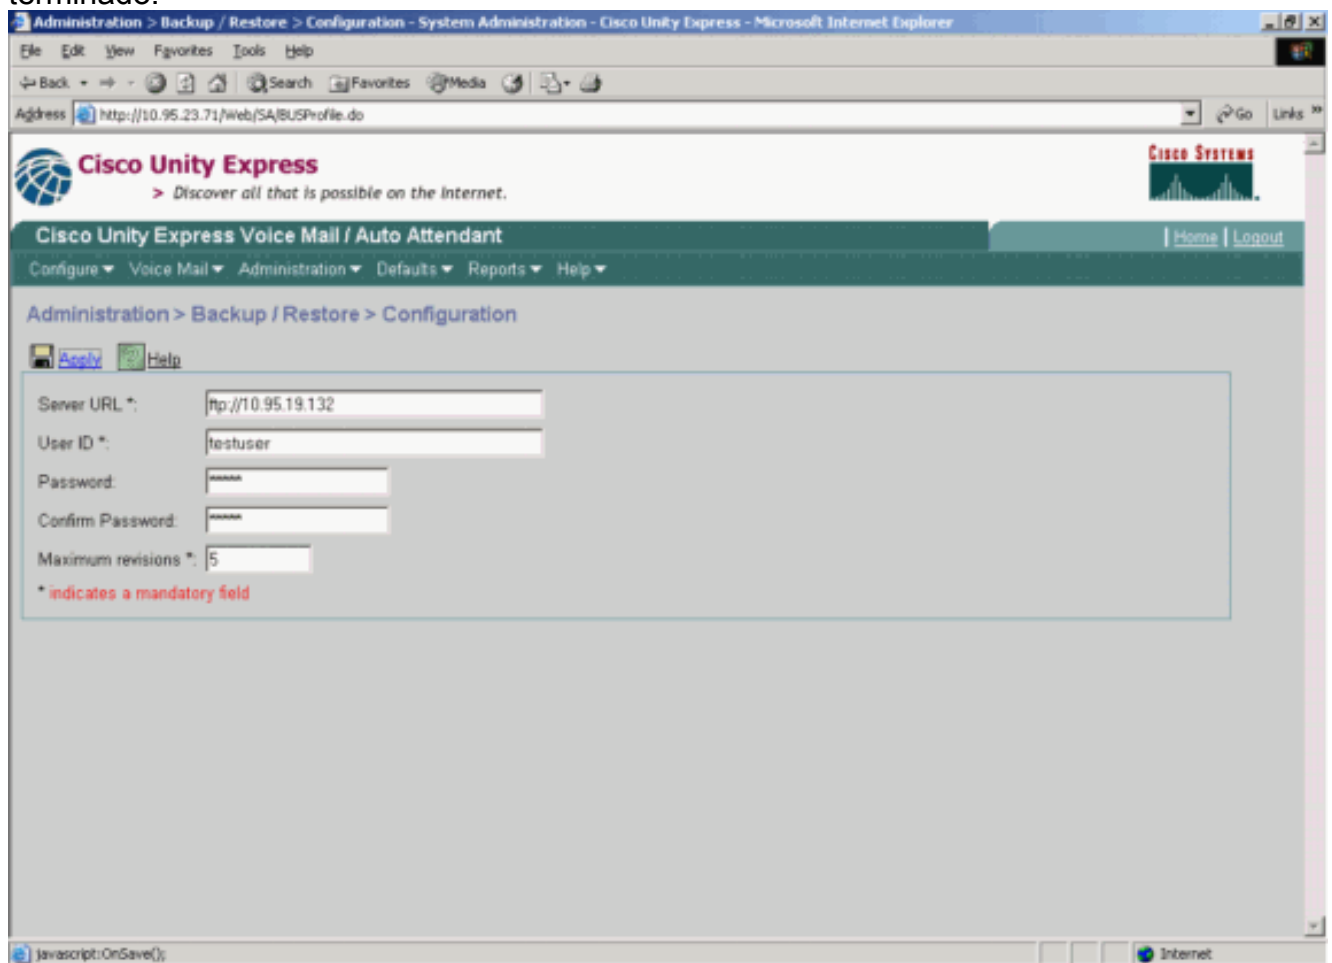 terminado.
Administration > Backup / Restore > Configuration - System Administration - Cisco Unity Express - Microsoft Internet Explorer
File Edit View Favorites Tools Help
Back Search Favorites Media
Address http://10.95.23.71/Web/SA/BUSProfile.do Go Links »
Cisco Unity Express
> Discover all that is possible on the Internet.
CISCO SYSTEMS
Cisco Unity Express Voice Mail / Auto Attendant
| Home | Logout
Configure Voice Mail Administration Defaults Reports Help
Administration > Backup / Restore > Configuration
Apply Help
Server URL *: ftp://10.95.19.132
User ID *: testuser
Password: *****
Confirm Password: *****
Maximum revisions *: 5
* indicates a mandatory field
javascript:OnSave();
Internet